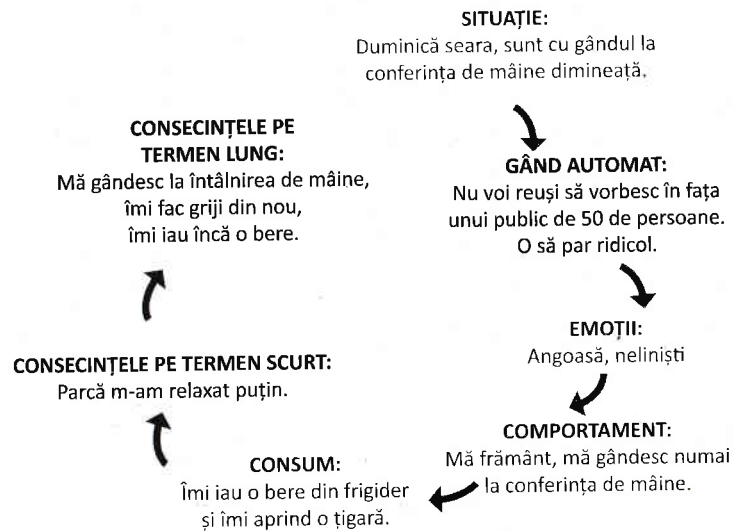 SITUAȚIE:
Duminică seara, sunt cu gândul la
conferința de mâine dimineață.
GÂND AUTOMAT:
Nu voi reuși să vorbesc în fața
unui public de 50 de persoane.
O să par ridicol.
EMOȚII:
Angoasă, neliniști
COMPORTAMENT:
Mă frământ, mă gândesc numai
la conferința de mâine.
CONSUM:
Îmi iau o bere din frigider
și îmi aprind o țigară.
CONSECINȚELE PE TERMEN SCURT:
Parcă m-am relaxat puțin.
CONSECINȚELE PE
TERMEN LUNG:
Mă gândesc la întâlnirea de mâine,
îmi fac griji din nou,
îmi iau încă o bere.